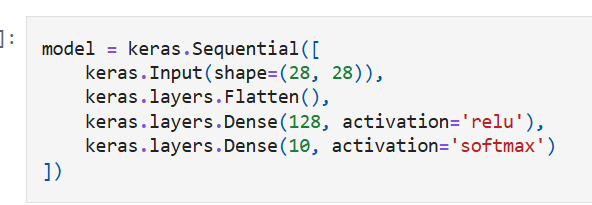 ]:
model = keras.Sequential([
    keras.Input(shape=(28, 28)),
    keras.layers.Flatten(),
    keras.layers.Dense(128, activation='relu'),
    keras.layers.Dense(10, activation='softmax')
])